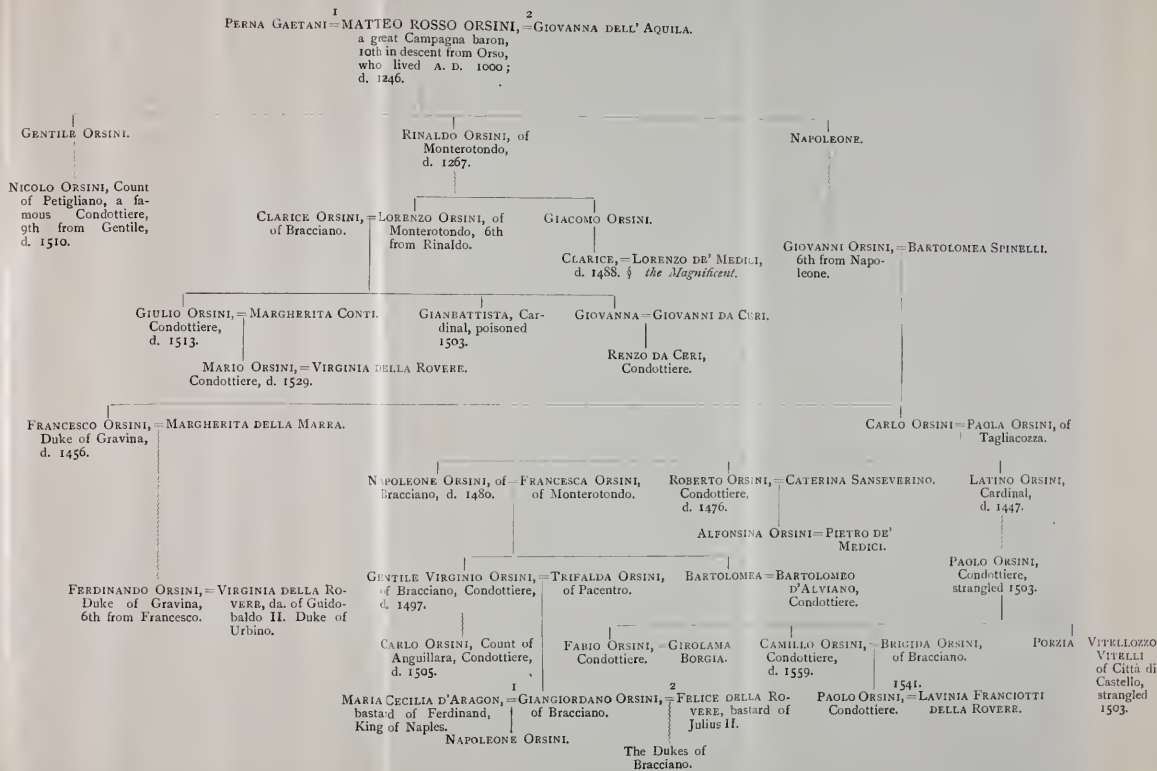 1 2
PERNA GAETANI=MATTEO ROSSO ORSINI,=GIOVANNA DELL' AQUILA.
a great Campagna baron,
10th in descent from Orso,
who lived A. D. 1000;
d. 1246.
GENTILE ORSINI.
RINALDO ORSINI, of
Monterotondo,
d. 1267.
NAPOLEONE.
NICOLO ORSINI, Count
of Petigliano, a fa-
mous Condottiere,
9th from Gentile,
d. 1510.
CLARICE ORSINI,=LORENZO ORSINI, of
of Bracciano. Monterotondo, 6th
from Rinaldo.
GIACOMO ORSINI.
CLARICE,=LORENZO DE' MEDICI,
d. 1488. § the Magnificent.
GIOVANNI ORSINI,=BARTOLOMEA SPINELLI.
6th from Napo-
leone.
GIULIO ORSINI,=MARGHERITA CONTI.
Condottiere,
d. 1513.
GIANBATTISTA, Car-
dinal, poisoned
1503.
GIOVANNA=GIOVANNI DA CERI.
RENZO DA CERI,
Condottiere.
MARIO ORSINI,=VIRGINIA DELLA ROVERE.
Condottiere, d. 1529.
FRANCESCO ORSINI,=MARGHERITA DELLA MARRA.
Duke of Gravina,
d. 1456.
CARLO ORSINI=PAOLA ORSINI, of
Tagliacozza.
NAPOLEONE ORSINI, of=FRANCESCA ORSINI,
Bracciano, d. 1480. of Monterotondo.
ROBERTO ORSINI,=CATERINA SANSEVERINO.
Condottiere,
d. 1476.
LATINO ORSINI,
Cardinal,
d. 1447.
ALFONSINA ORSINI=PIETRO DE'
MEDICI.
PAOLO ORSINI,
Condottiere,
strangled 1503.
FERDINANDO ORSINI,=VIRGINIA DELLA RO-
Duke of Gravina, VERE, da. of Guido-
6th from Francesco. baldo II. Duke of
Urbino.
GENTILE VIRGINIO ORSINI,=TRIFALDA ORSINI,
of Bracciano, Condottiere, of Pacentro.
d. 1497.
BARTOLOMEA=BARTOLOMEO
D'ALVIANO,
Condottiere.
CARLO ORSINI, Count of
Anguillara, Condottiere,
d. 1505.
FABIO ORSINI,=GIROLAMA
Condottiere. BORGIA.
CAMILLO ORSINI,=BRIGIDA ORSINI,
Condottiere, of Bracciano.
d. 1559.
PORZIA VITELLOZZO
VITELLI
of Città di
Castello,
strangled
1503.
1 2
MARIA CECILIA D'ARAGON,=GIANGIORDANO ORSINI,=FELICE DELLA RO-
bastard of Ferdinand, of Bracciano. VERE, bastard of
King of Naples. Julius II.
1541.
PAOLO ORSINI,=LAVINIA FRANCIOTTI
Condottiere. DELLA ROVERE.
NAPOLEONE ORSINI.
The Dukes of
Bracciano.